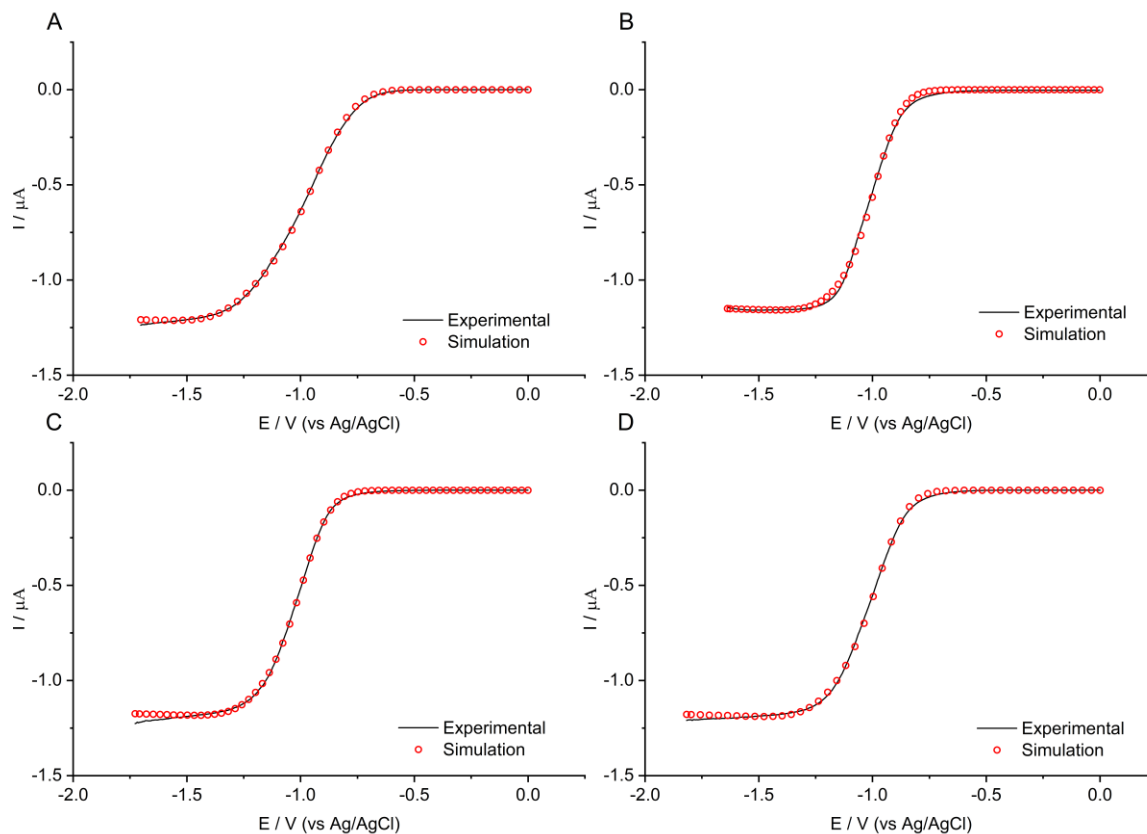 A
B
0.0
-0.5
-1.0
-1.5
I / μA
Experimental
Simulation
-2.0 -1.5 -1.0 -0.5 0.0
E / V (vs Ag/AgCl)
0.0
-0.5
-1.0
-1.5
I / μA
Experimental
Simulation
-2.0 -1.5 -1.0 -0.5 0.0
E / V (vs Ag/AgCl)
C
D
0.0
-0.5
-1.0
-1.5
I / μA
Experimental
Simulation
-2.0 -1.5 -1.0 -0.5 0.0
E / V (vs Ag/AgCl)
0.0
-0.5
-1.0
-1.5
I / μA
Experimental
Simulation
-2.0 -1.5 -1.0 -0.5 0.0
E / V (vs Ag/AgCl)